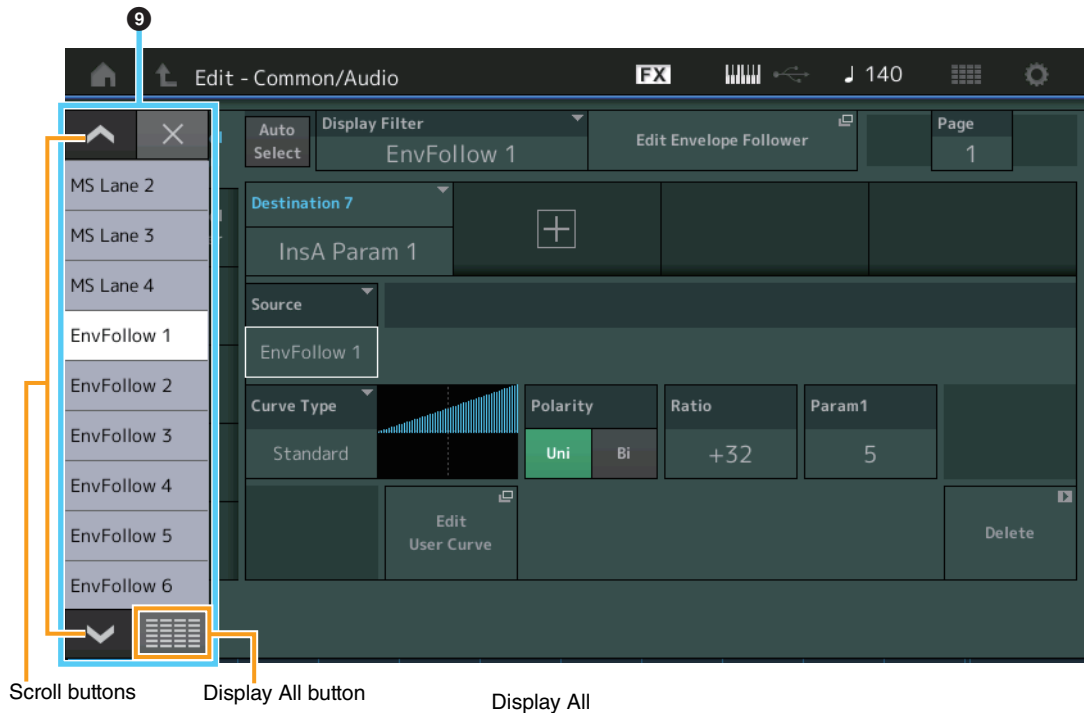 9
Edit - Common/Audio
FX
140
Auto Select
Display Filter
EnvFollow 1
Edit Envelope Follower
Page
1
MS Lane 2
MS Lane 3
MS Lane 4
EnvFollow 1
EnvFollow 2
EnvFollow 3
EnvFollow 4
EnvFollow 5
EnvFollow 6
Destination 7
InsA Param 1
Source
EnvFollow 1
Curve Type
Standard
Polarity
Uni
Bi
Ratio
+32
Param1
5
Edit
User Curve
Delete
Scroll buttons
Display All button
Display All